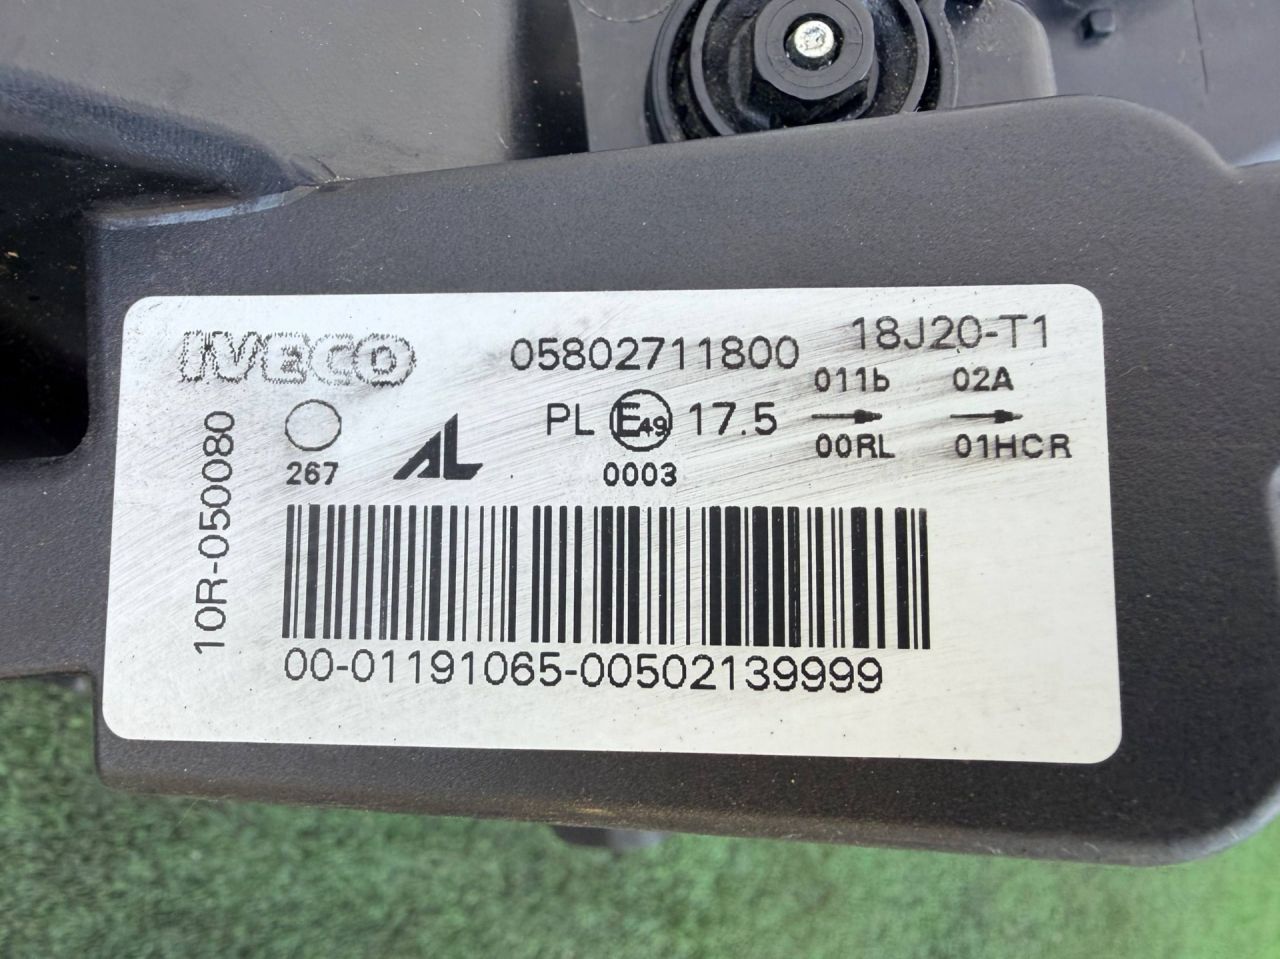 IVECO 05802711800 18J20-T1
011b 02A
PL E49 17.5
00RL 01HCR
267 AL 0003
10R-050080
00-01191065-00502139999